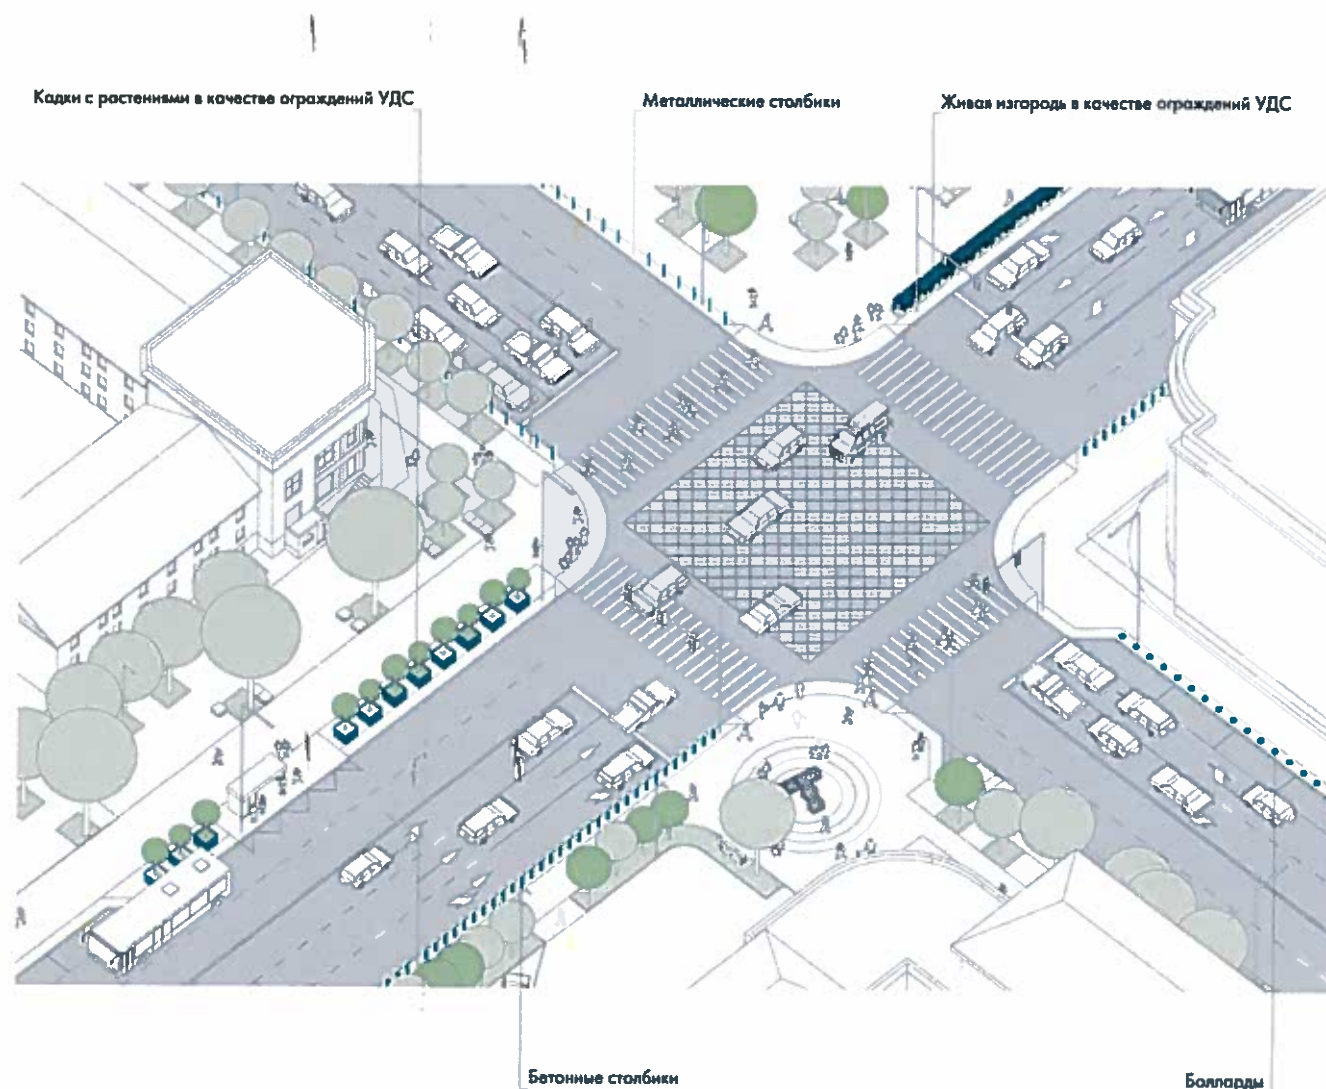 Кадки с растениями в качестве ограждений УДС
Металлические столбики
Живая изгородь в качестве ограждений УДС
Бетонные столбики
Болларды